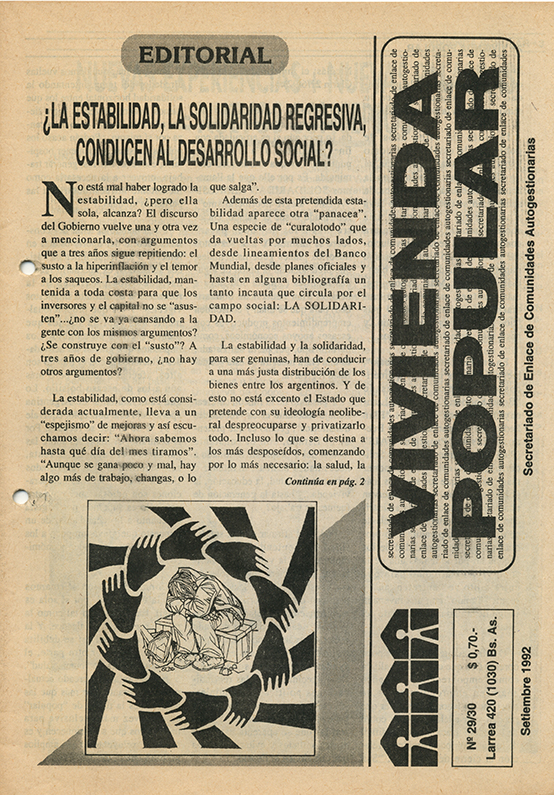 EDITORIAL
¿LA ESTABILIDAD, LA SOLIDARIDAD REGRESIVA,
CONDUCEN AL DESARROLLO SOCIAL?
No está mal haber logrado la
estabilidad, ¿pero ella
sola, alcanza? El discurso
del Gobierno vuelve una y otra vez
a mencionarla, con argumentos
que a tres años sigue repitiendo: el
susto a la hiperinflación y el temor
a los saqueos. La estabilidad, man-
tenida a toda costa para que los
inversores y el capital no se "asus-
ten"...¿no se va ya cansando a la
gente con los mismos argumentos?
¿Se construye con el "susto"? A
tres años de gobierno, ¿no hay
otros argumentos?
La estabilidad, como está consi-
derada actualmente, lleva a un
"espejismo" de mejoras y así escu-
chamos decir: "Ahora sabemos
hasta qué día del mes tiramos".
"Aunque se gana poco y mal, hay
algo más de trabajo, changas, o lo
que salga".
Además de esta pretendida esta-
bilidad aparece otra "panacea".
Una especie de "curalotodo" que
da vueltas por muchos lados,
desde lineamientos del Banco
Mundial, desde planes oficiales y
hasta en alguna bibliografía un
tanto incauta que circula por el
campo social: LA SOLIDARI-
DAD.
La estabilidad y la solidaridad,
para ser genuinas, han de conducir
a una más justa distribución de los
bienes entre los argentinos. Y de
esto no está excento el Estado que
pretende con su ideología neolibe-
ral despreocuparse y privatizarlo
todo. Incluso lo que se destina a
los más desposeídos, comenzando
por lo más necesario: la salud, la
Continúa en pág. 2
VIVIENDA
POPULAR
Secretariado de Enlace de Comunidades Autogestionarias
Nº 29/30 $ 0,70.-
Larrea 420 (1030) Bs. As.
Setiembre 1992